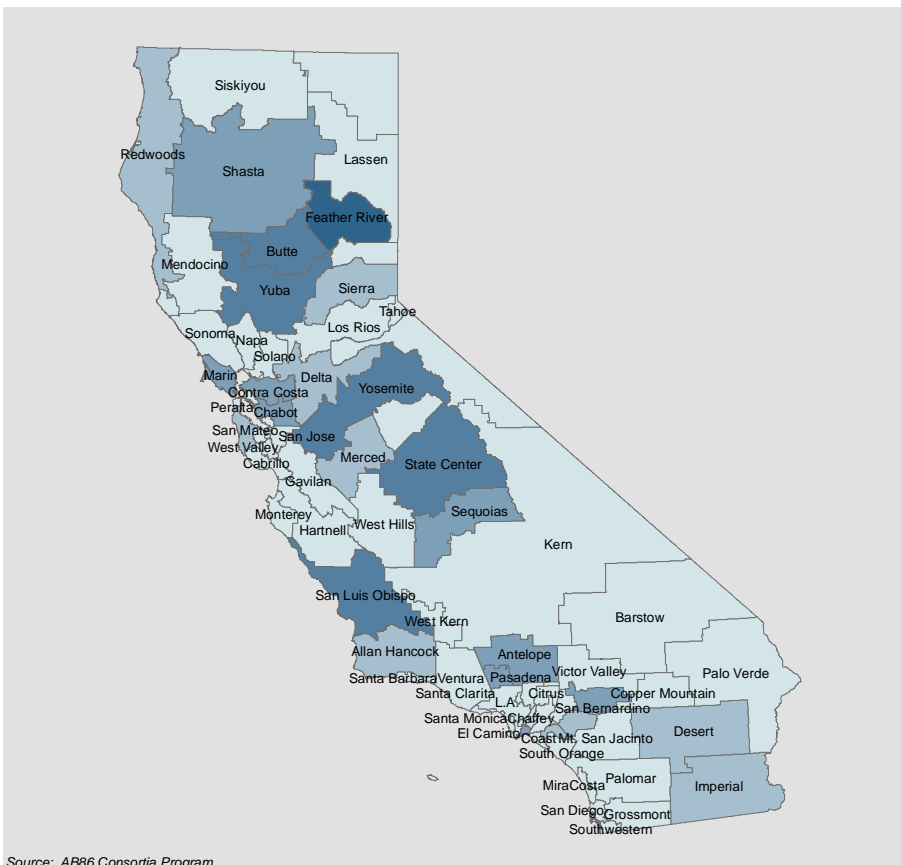 Siskiyou
Redwoods
Lassen
Shasta
Feather River
Butte
Mendocino
Yuba
Sierra
Tahoe
Los Rios
Sonoma
Napa
Solano
Marin
Delta
Yosemite
Contra Costa
Peralta
Chabot
San Mateo
San Jose
West Valley
Merced
Cabrillo
State Center
Gavilan
Sequoias
Monterey
West Hills
Hartnell
Kern
San Luis Obispo
Barstow
West Kern
Allan Hancock
Antelope
Victor Valley
Palo Verde
Santa Barbara
Ventura
Pasadena
Santa Clarita
Citrus
Copper Mountain
L.A.
San Bernardino
Santa Monica
Chaffey
El Camino
Coast
Mt.
San Jacinto
Desert
South Orange
Palomar
MiraCosta
Imperial
San Diego
Grossmont
Southwestern
Source: AB86 Consortia Program